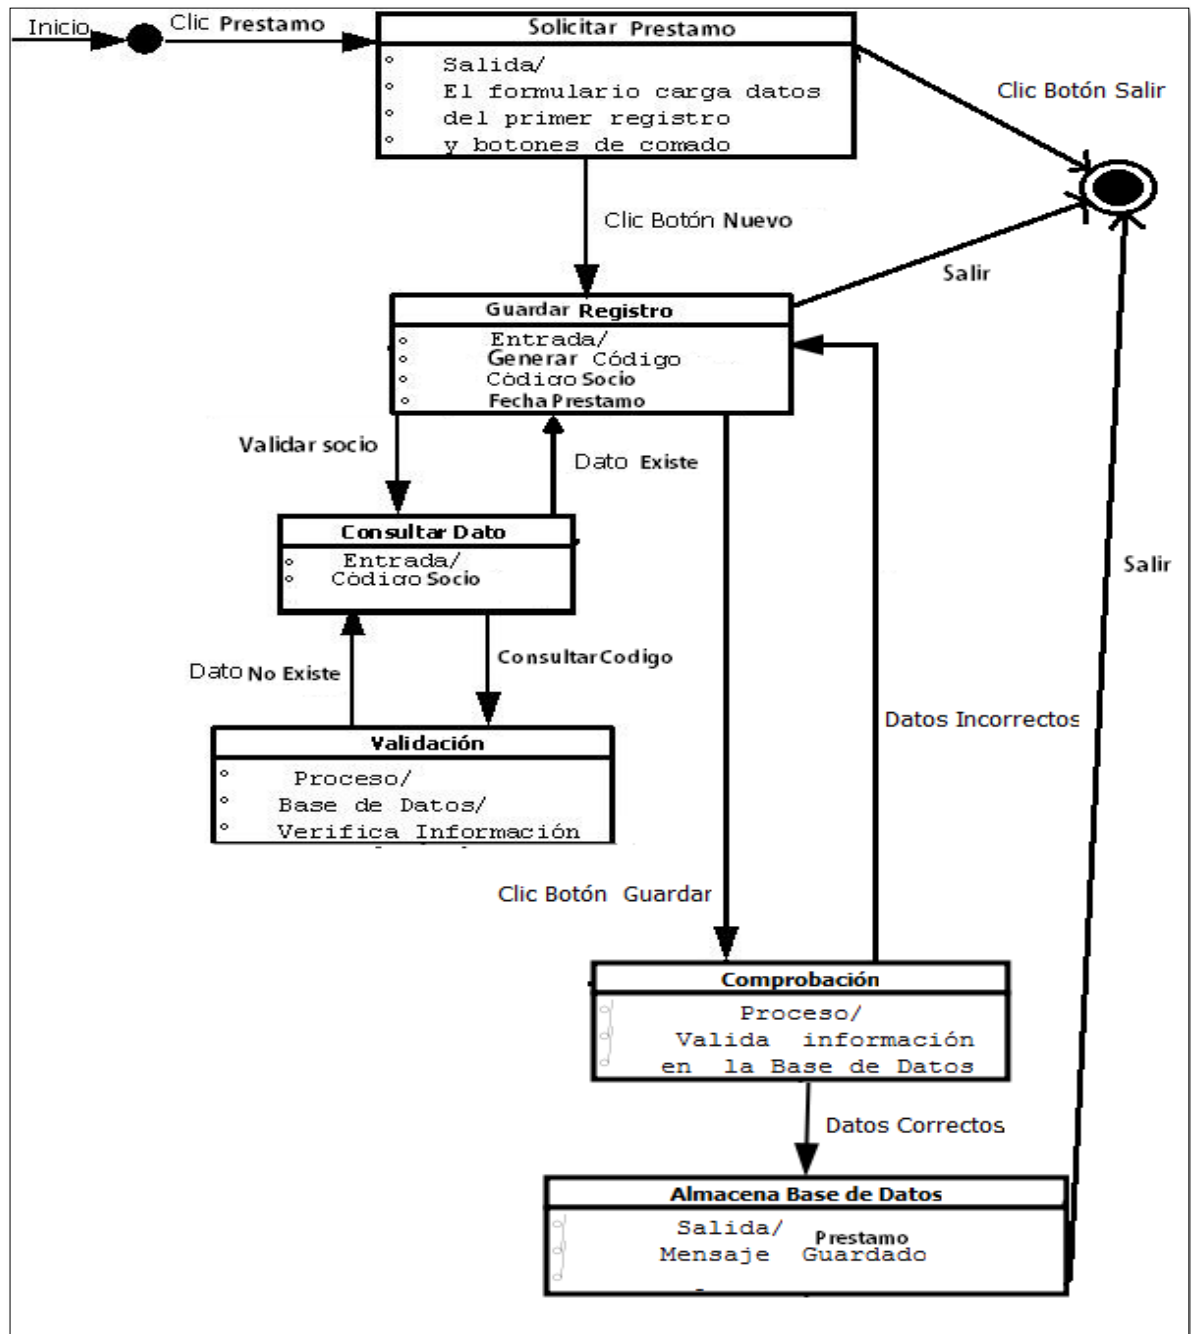 Inicio
Clic Prestamo
Solicitar Prestamo
Salida/
El formulario carga datos
del primer registro
y botones de comado
Clic Botón Salir
Clic Botón Nuevo
Salir
Guardar Registro
Entrada/
Generar Código
Código Socio
Fecha Prestamo
Validar socio
Dato Existe
Consultar Dato
Entrada/
Código Socio
Salir
Dato No Existe
ConsultarCodigo
Datos Incorrectos
Validación
Proceso/
Base de Datos/
Verifica Información
Clic Botón Guardar
Comprobación
Proceso/
Valida información
en la Base de Datos
Datos Correctos
Almacena Base de Datos
Salida/
Mensaje Prestamo Guardado